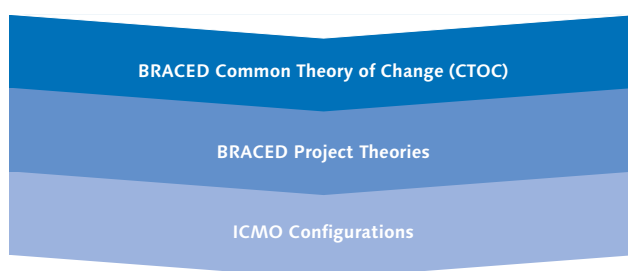 BRACED Common Theory of Change (CTOC)
BRACED Project Theories
ICMO Configurations